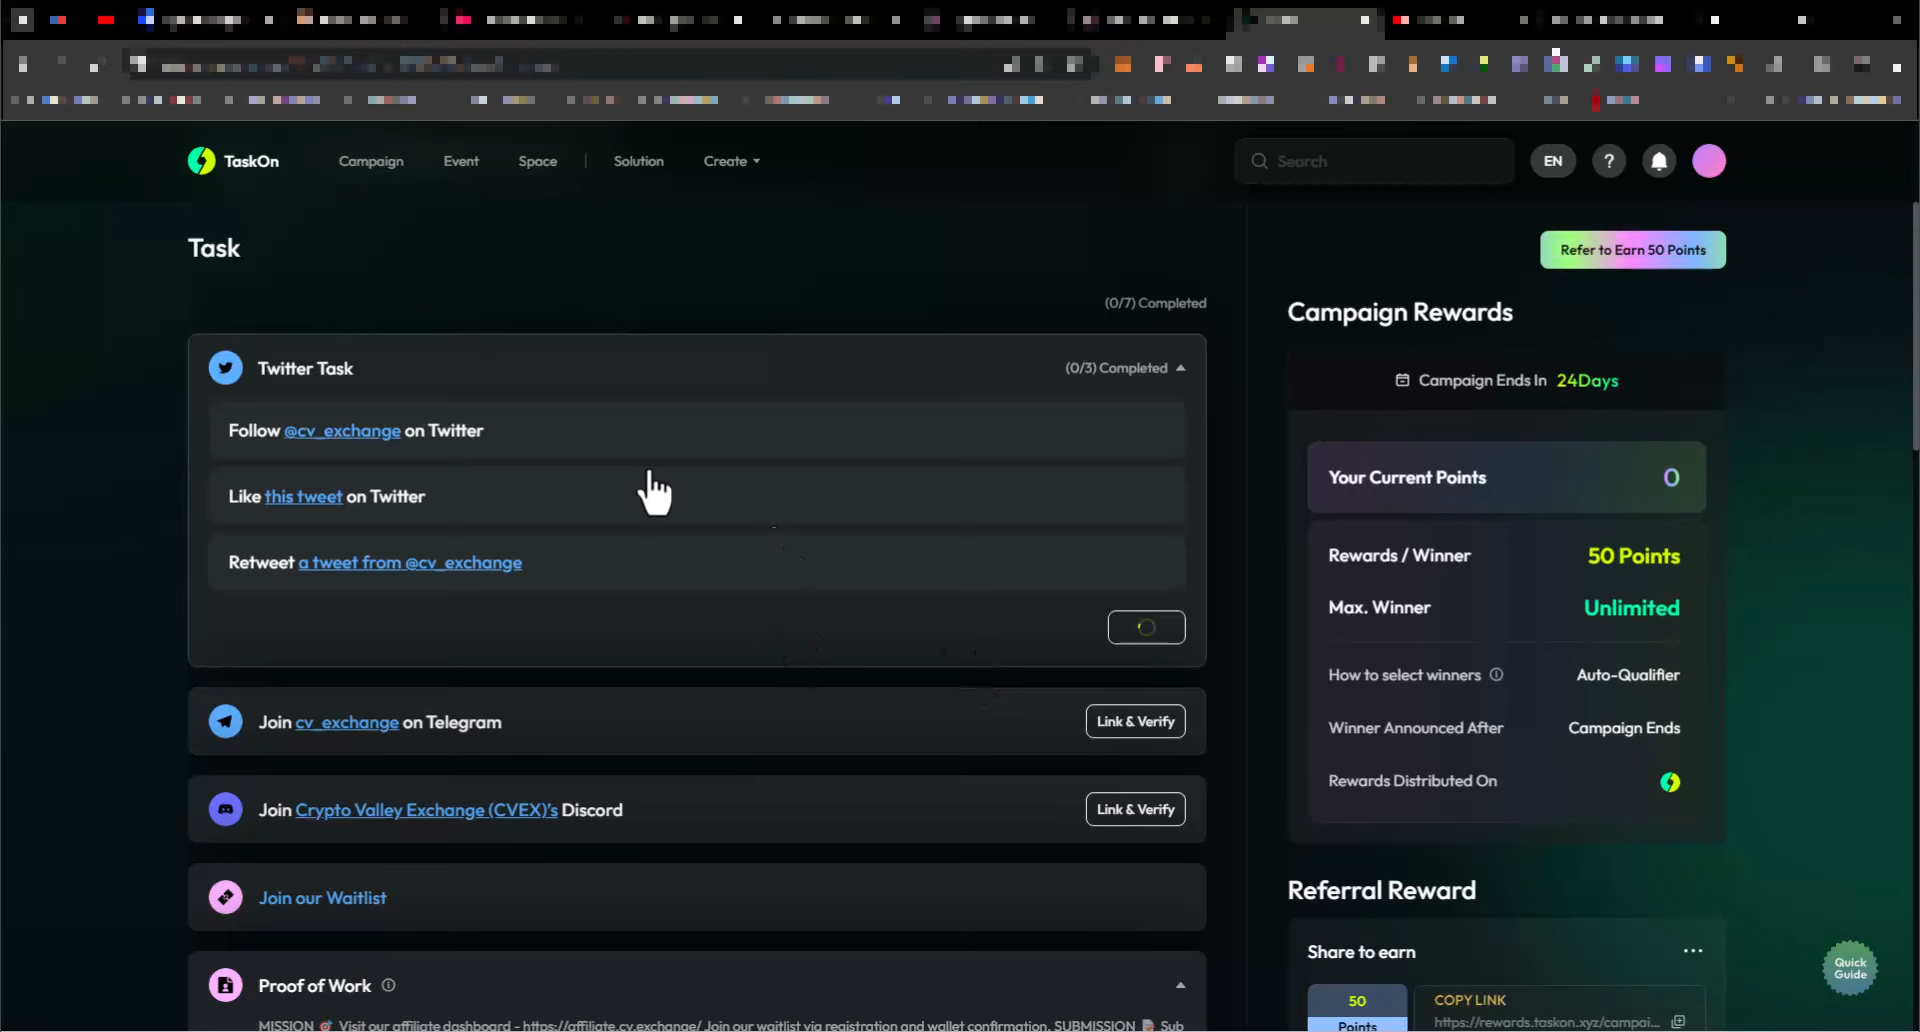 TaskOn
Campaign
Event
Space
Solution
Create
Search
EN
?
Task
Refer to Earn 50 Points
(0/7) Completed
Campaign Rewards
Twitter Task
(0/3) Completed
Campaign Ends In 24Days
Follow @cv_exchange on Twitter
Your Current Points 0
Like this tweet on Twitter
Rewards / Winner 50 Points
Retweet a tweet from @cv_exchange
Max. Winner Unlimited
How to select winners Auto-Qualifier
Join cv_exchange on Telegram
Link & Verify
Winner Announced After Campaign Ends
Rewards Distributed On
Join Crypto Valley Exchange (CVEX)'s Discord
Link & Verify
Join our Waitlist
Referral Reward
Share to earn
Quick
Guide
Proof of Work
50
Points
COPY LINK
https://rewards.taskon.xyz/campai...
MISSION 🎯 Visit our affiliate dashboard - https://affiliate.cv.exchange/ Join our waitlist via registration and wallet confirmation. SUBMISSION 📝 Sub